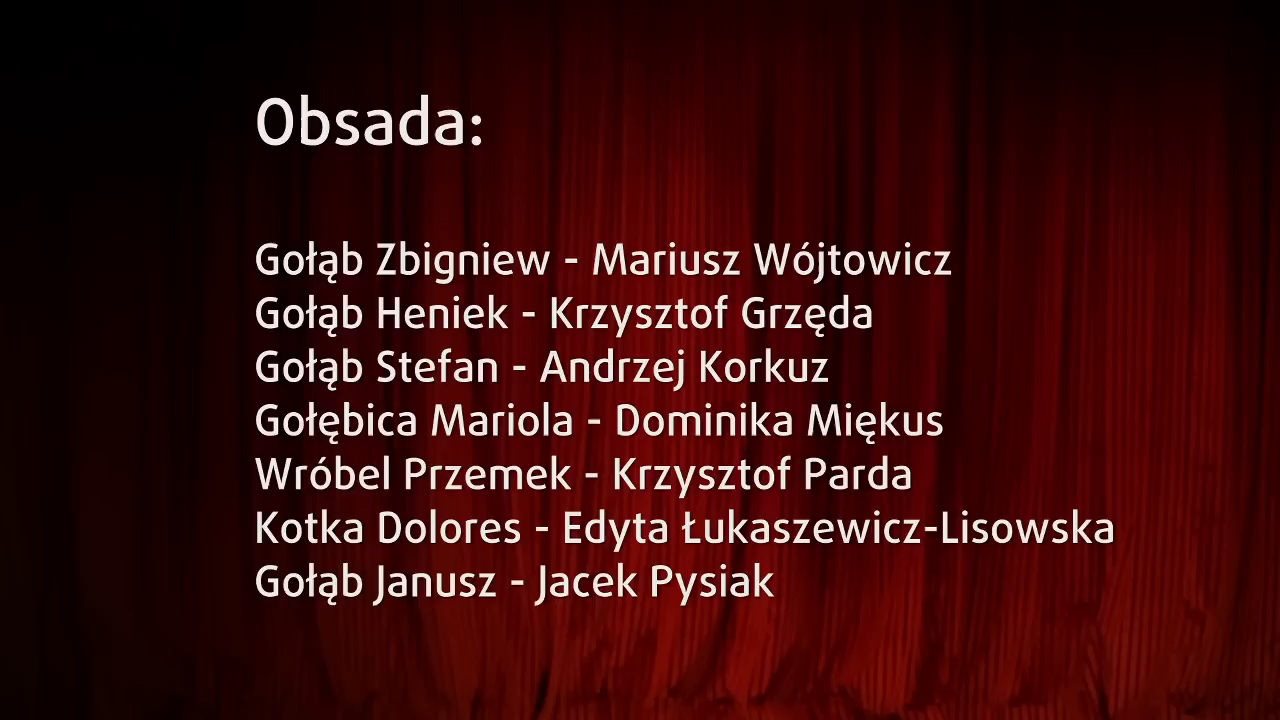 Obsada:
Gołąb Zbigniew - Mariusz Wójtowicz
Gołąb Heniek - Krzysztof Grzęda
Gołąb Stefan - Andrzej Korkuz
Gołębica Mariola - Dominika Miękus
Wróbel Przemek - Krzysztof Parda
Kotka Dolores - Edyta Łukaszewicz-Lisowska
Gołąb Janusz - Jacek Pysiak